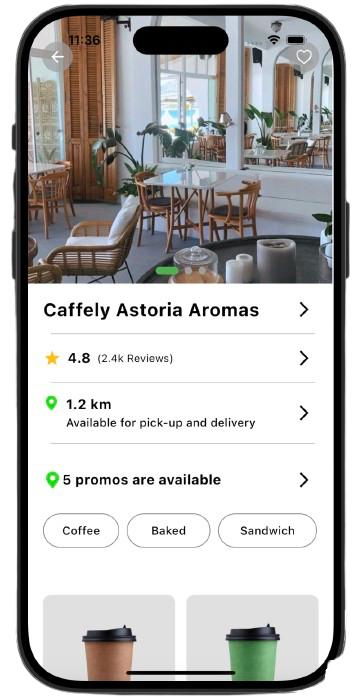 11:36
Caffely Astoria Aromas
4.8 (2.4k Reviews)
1.2 km
Available for pick-up and delivery
5 promos are available
Coffee Baked Sandwich